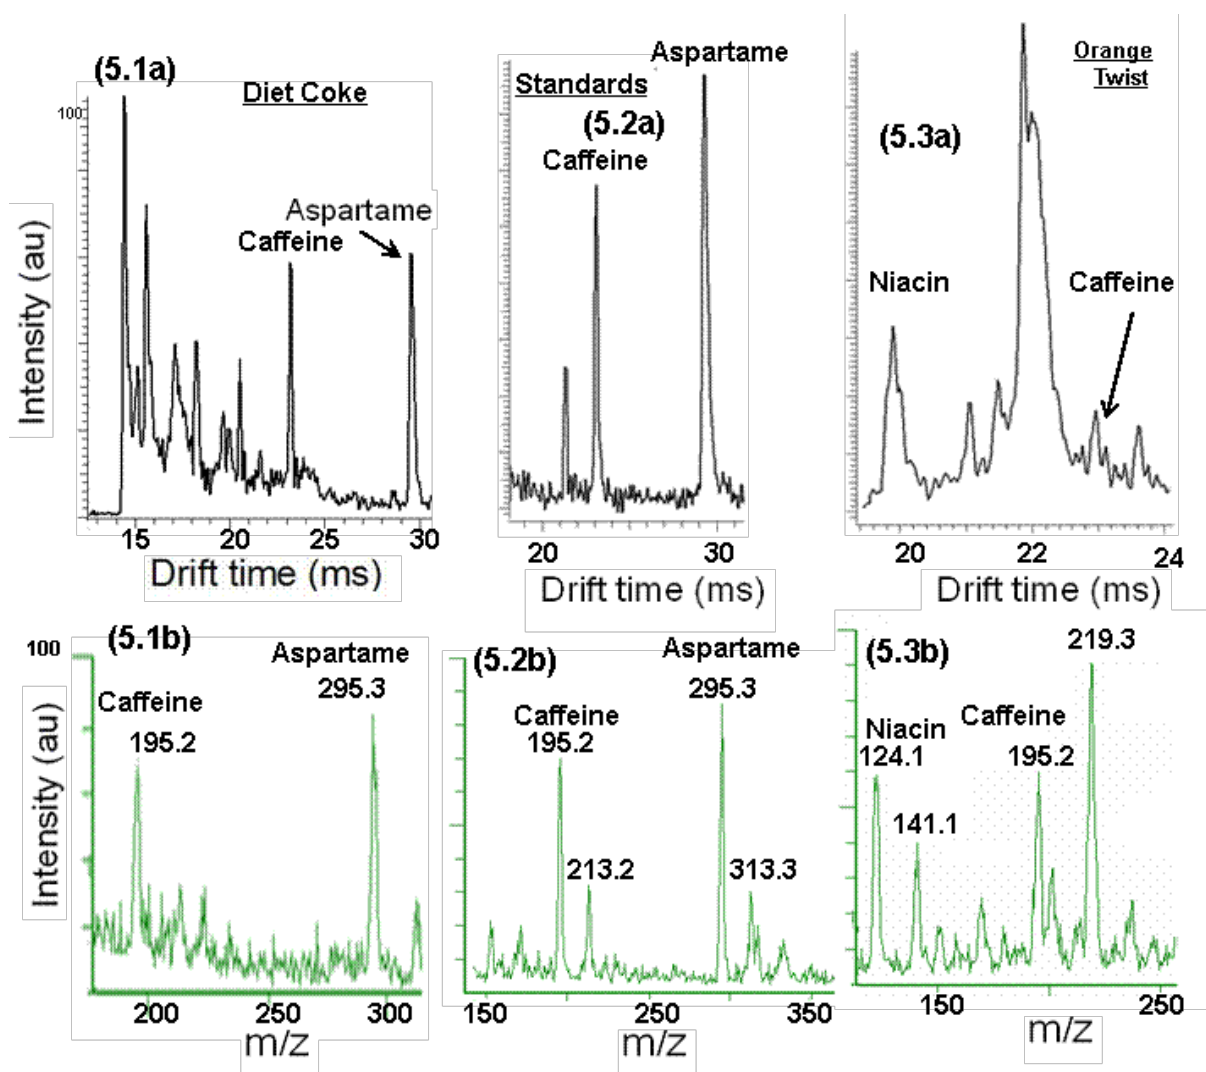 (5.1a)
Diet Coke
100
Aspartame
Caffeine
Intensity (au)
15 20 25 30
Drift time (ms)
Aspartame
Standards
(5.2a)
Caffeine
20 30
Drift time (ms)
Orange
Twist
(5.3a)
Niacin
Caffeine
20 22 24
Drift time (ms)
(5.1b)
100
Aspartame
295.3
Caffeine
195.2
Intensity (au)
200 250 300
m/z
(5.2b)
Aspartame
295.3
Caffeine
195.2
213.2
313.3
150 250 350
m/z
(5.3b)
219.3
Niacin
124.1
Caffeine
195.2
141.1
150 250
m/z